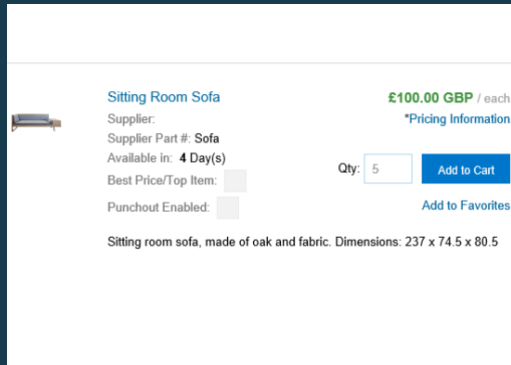 Sitting Room Sofa
£100.00 GBP / each
Supplier:
*Pricing Information
Supplier Part #: Sofa
Available in: 4 Day(s)
Qty: 5 Add to Cart
Best Price/Top Item:
Punchout Enabled:
Add to Favorites
Sitting room sofa, made of oak and fabric. Dimensions: 237 x 74.5 x 80.5